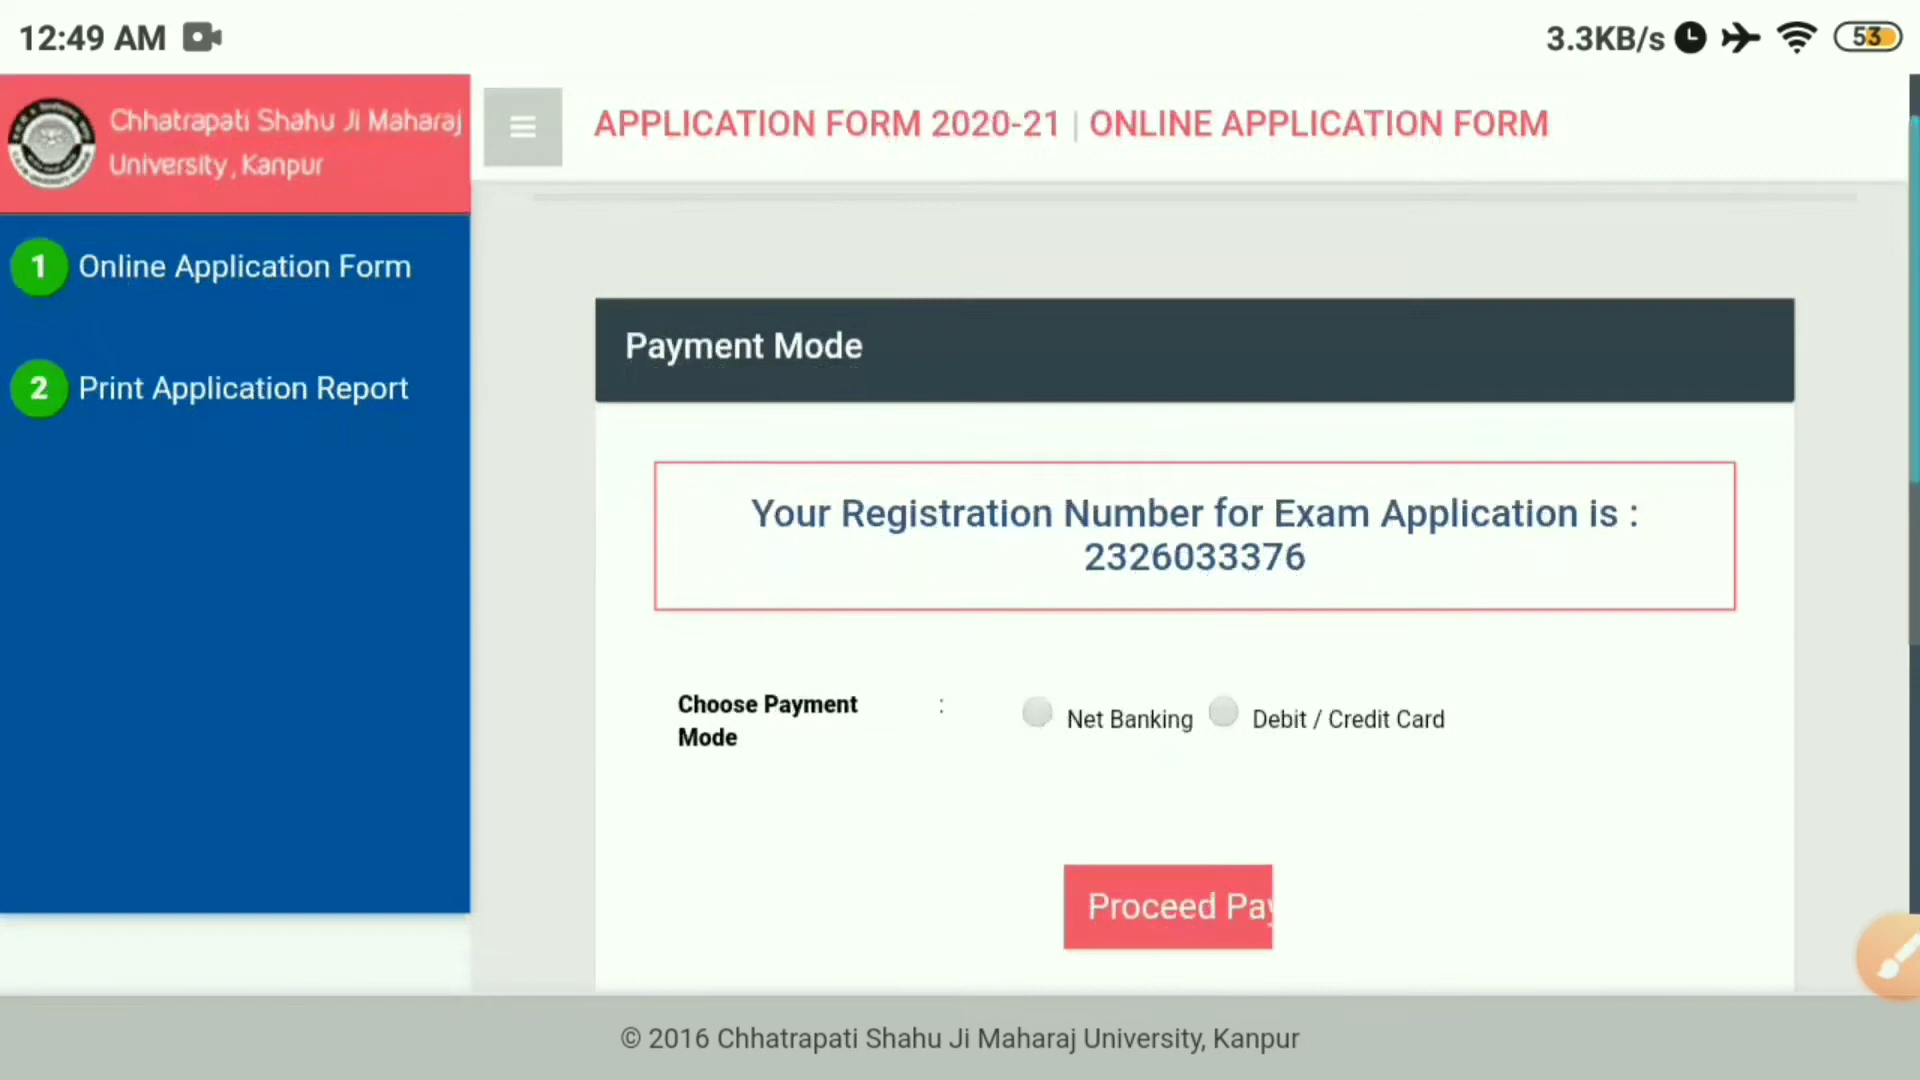 12:49 AM
3.3KB/s
53
Chhatrapati Shahu Ji Maharaj
University, Kanpur
APPLICATION FORM 2020-21 | ONLINE APPLICATION FORM
1 Online Application Form
2 Print Application Report
Payment Mode
Your Registration Number for Exam Application is :
2326033376
Choose Payment
Mode
:
Net Banking
Debit / Credit Card
Proceed Pay
© 2016 Chhatrapati Shahu Ji Maharaj University, Kanpur